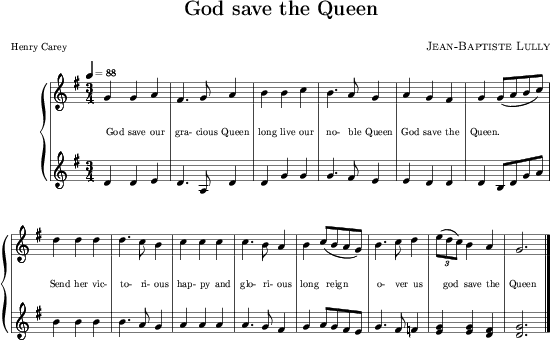 God save the Queen
Henry Carey
Jean-Baptiste Lully
= 88
3
4
God save our gra- cious Queen long live our no- ble Queen God save the Queen.
3
4
Send her vic- to- ri- ous hap- py and glo- ri- ous long reign o- ver us god save the Queen
3